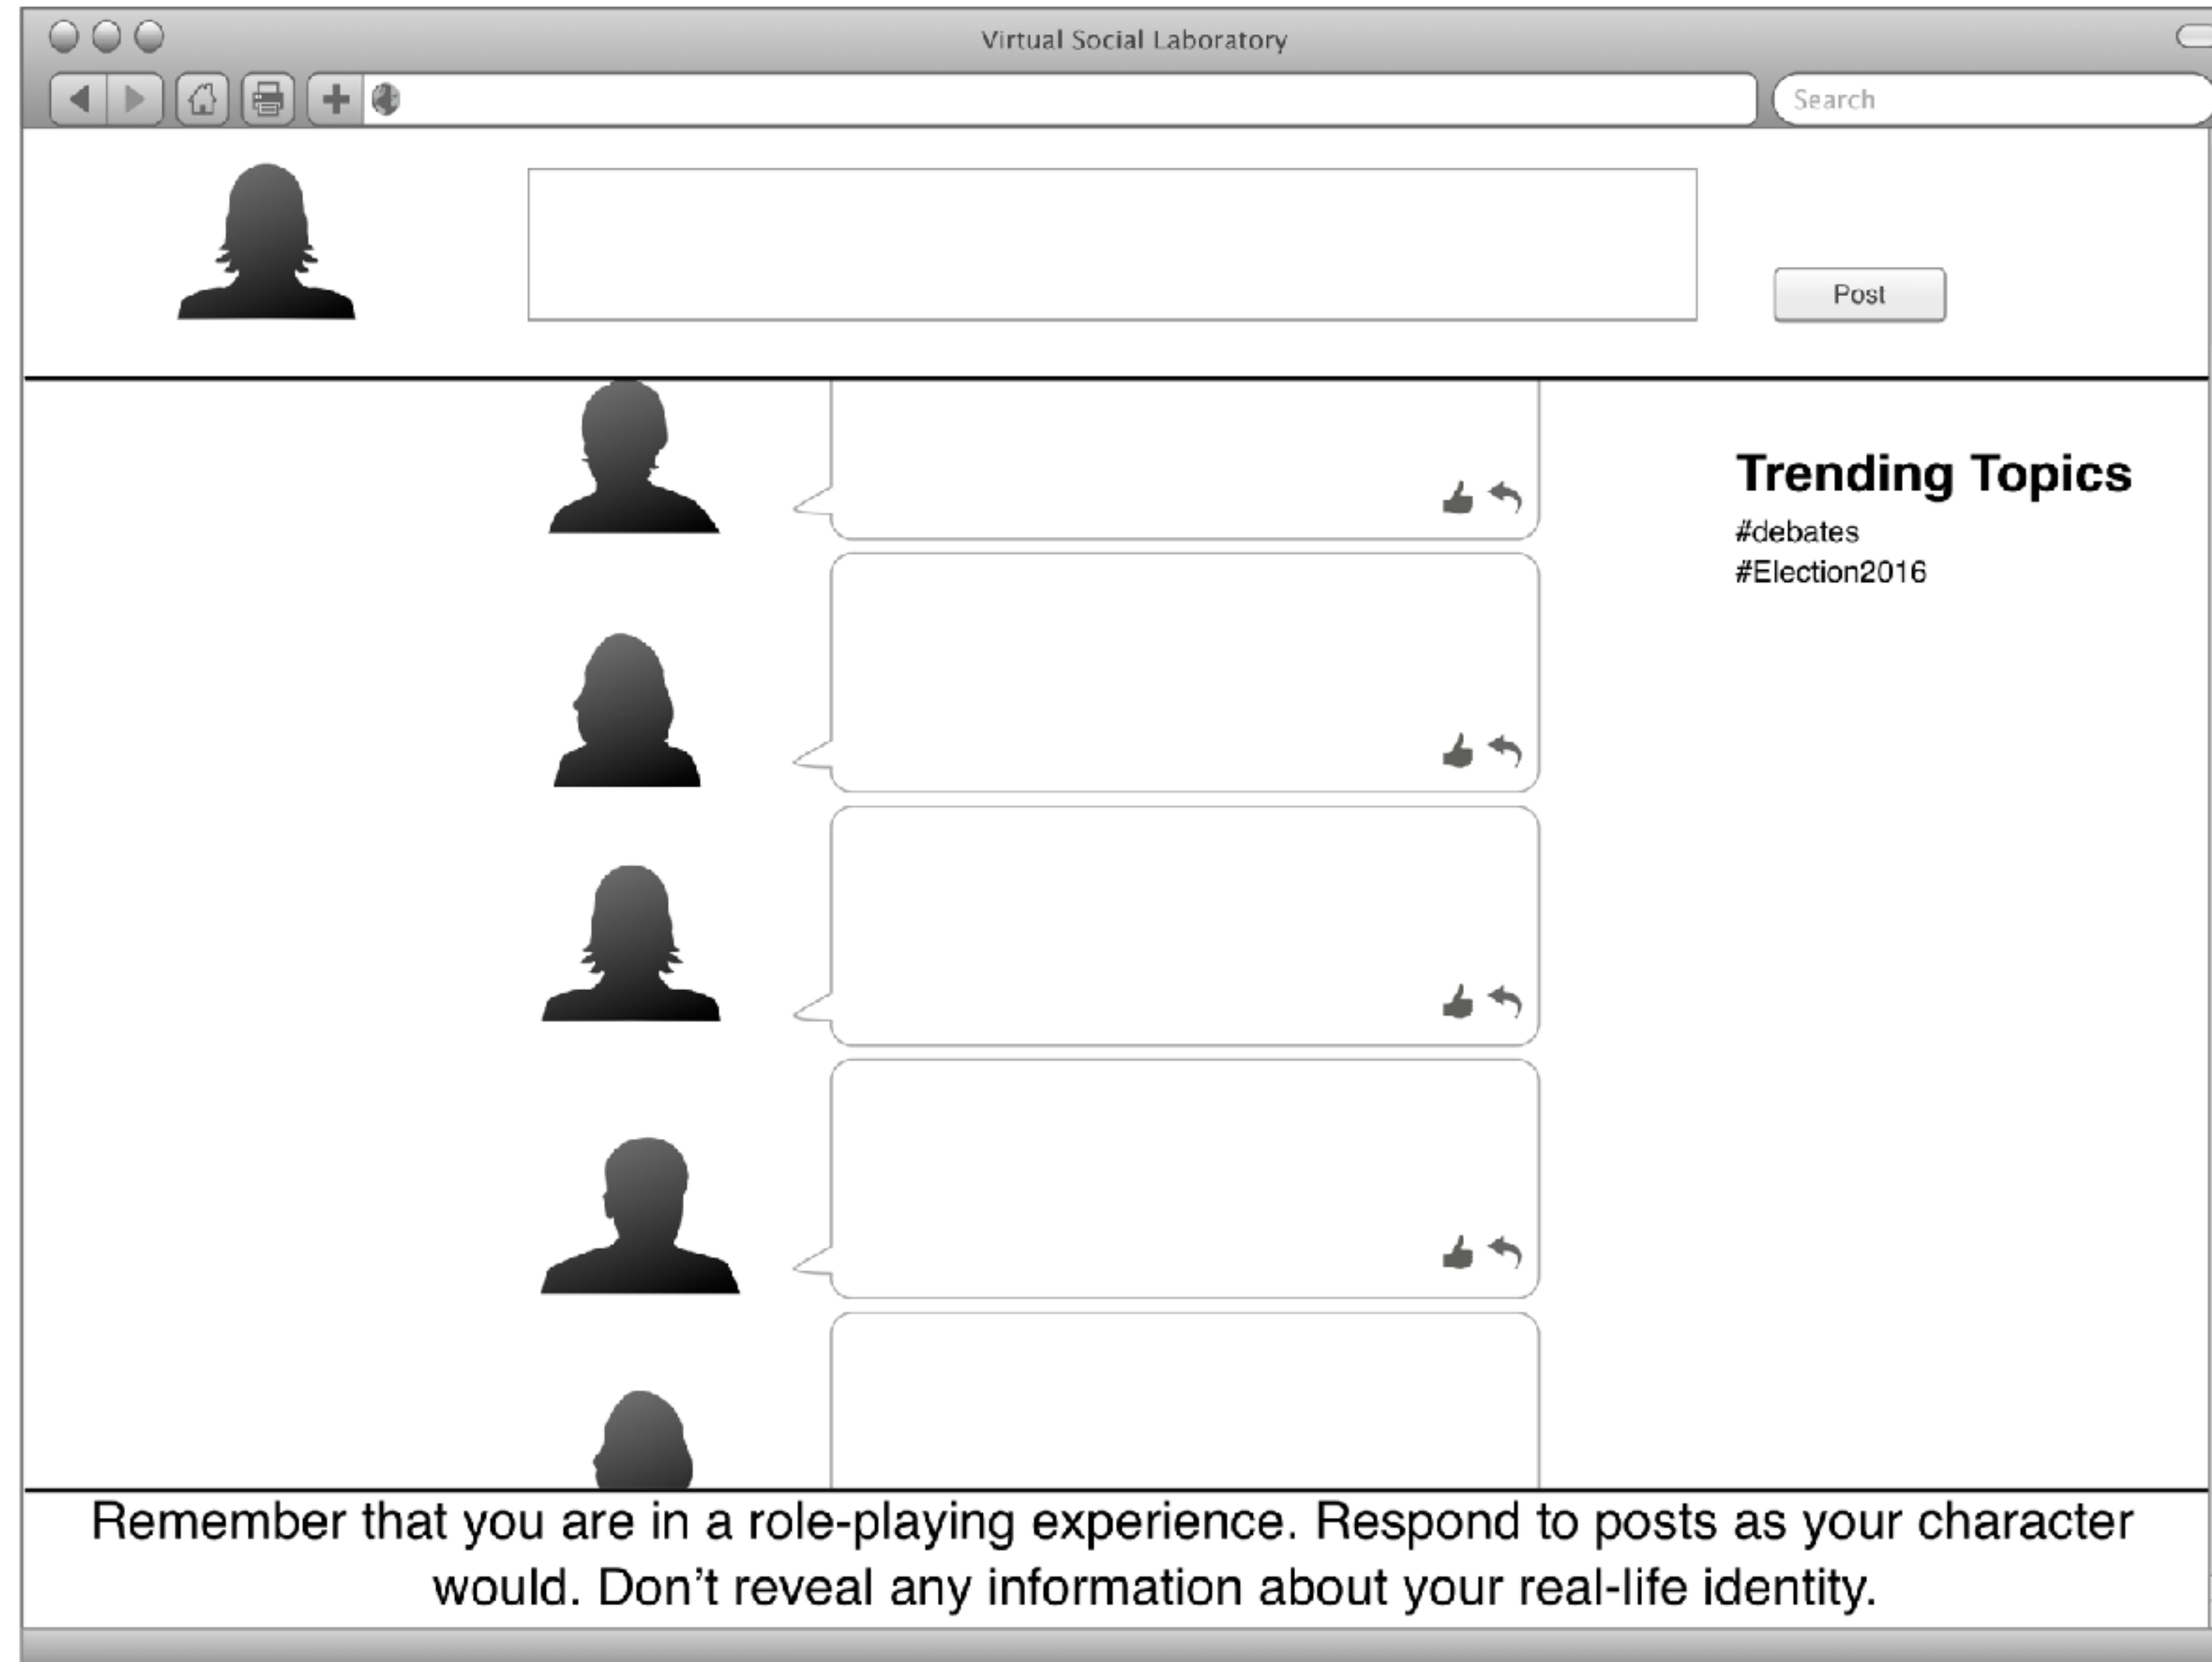 Virtual Social Laboratory
Search
Post
Trending Topics
#debates
#Election2016
Remember that you are in a role-playing experience. Respond to posts as your character
would. Don't reveal any information about your real-life identity.